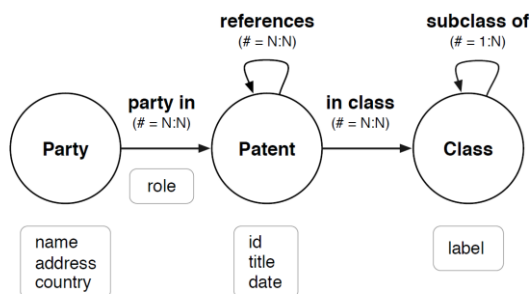 references
(# = N:N)
subclass of
(# = 1:N)
party in
(# = N:N)
in class
(# = N:N)
Party
Patent
Class
role
name
address
country
id
title
date
label